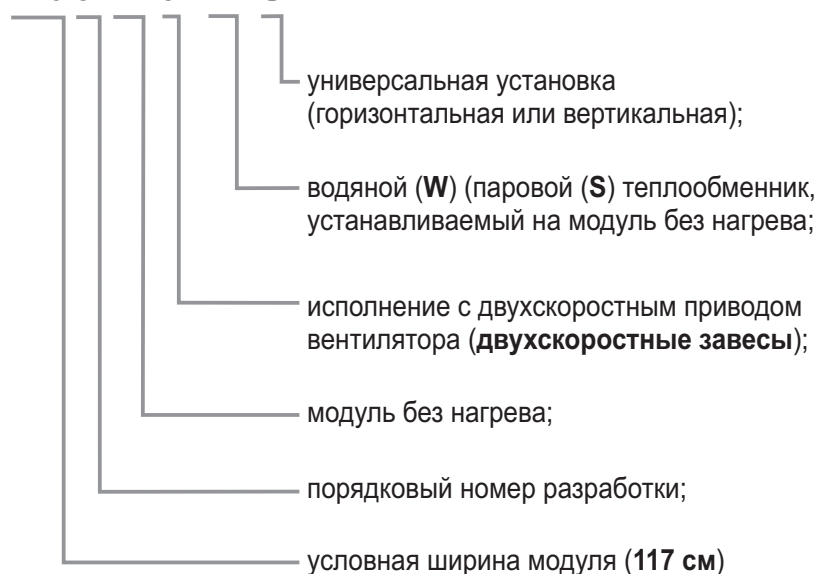 универсальная установка
(горизонтальная или вертикальная);
водяной (W) (паровой (S) теплообменник,
устанавливаемый на модуль без нагрева;
исполнение с двухскоростным приводом
вентилятора (двухскоростные завесы);
модуль без нагрева;
порядковый номер разработки;
условная ширина модуля (117 см)